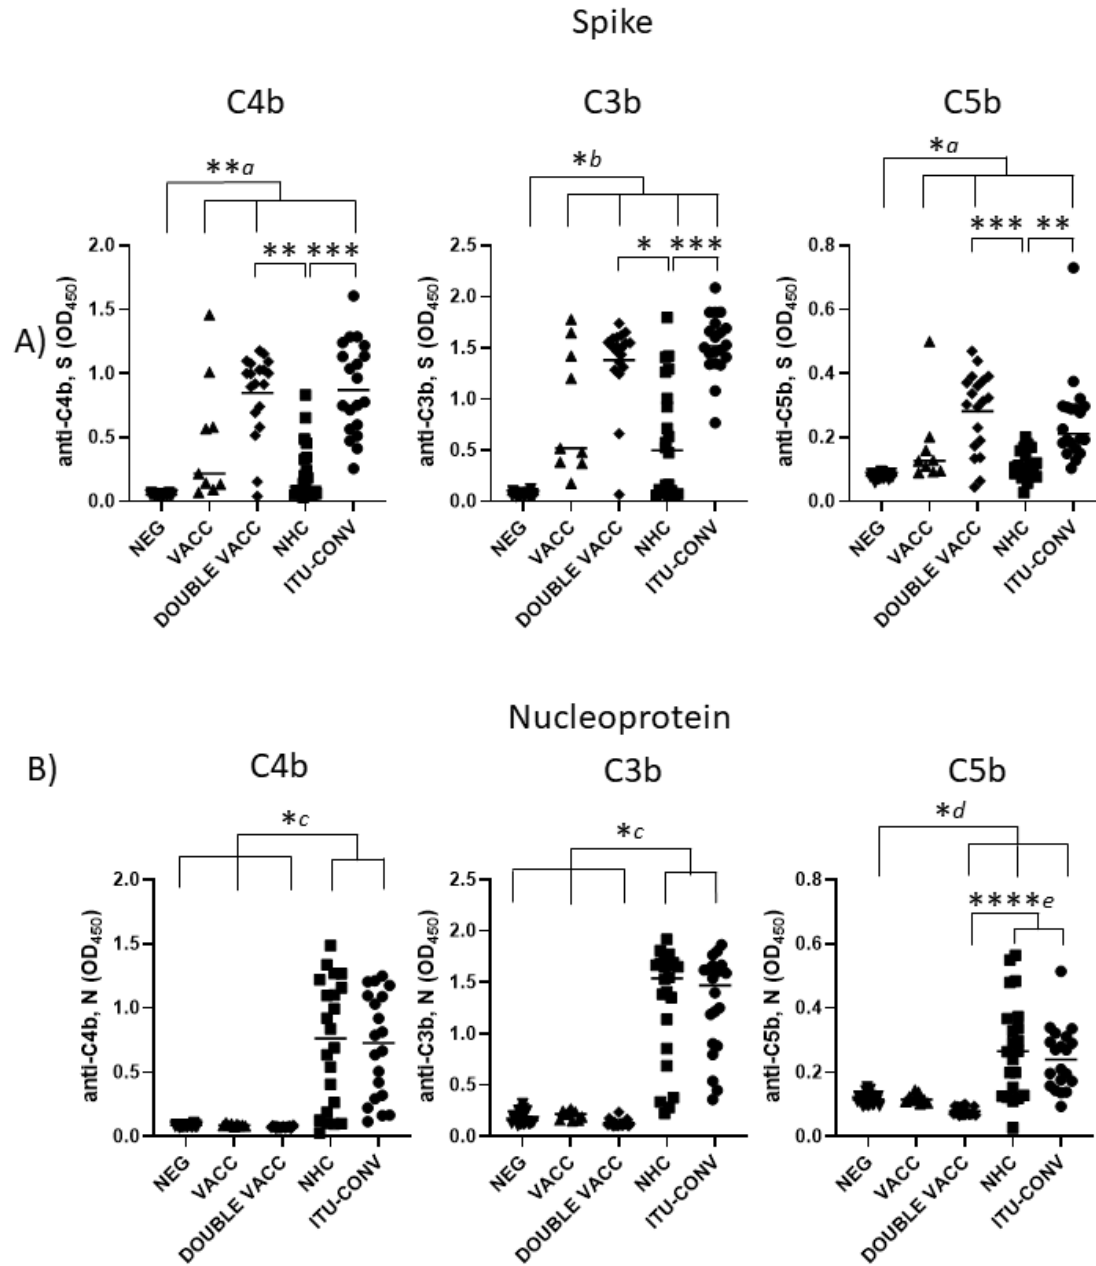 Spike
C4b
C3b
C5b
**a
*b
*a
** ***
* ***
*** **
A)
anti-C4b, S (OD450)
2.0
1.5
1.0
0.5
0.0
NEG
VACC
DOUBLE VACC
NHC
ITU-CONV
anti-C3b, S (OD450)
2.5
2.0
1.5
1.0
0.5
0.0
NEG
VACC
DOUBLE VACC
NHC
ITU-CONV
anti-C5b, S (OD450)
0.8
0.6
0.4
0.2
0.0
NEG
VACC
DOUBLE VACC
NHC
ITU-CONV
Nucleoprotein
B)
C4b
C3b
C5b
*c
*c
*d
****e
anti-C4b, N (OD450)
2.0
1.5
1.0
0.5
0.0
NEG
VACC
DOUBLE VACC
NHC
ITU-CONV
anti-C3b, N (OD450)
2.5
2.0
1.5
1.0
0.5
0.0
NEG
VACC
DOUBLE VACC
NHC
ITU-CONV
anti-C5b, N (OD450)
0.8
0.6
0.4
0.2
0.0
NEG
VACC
DOUBLE VACC
NHC
ITU-CONV